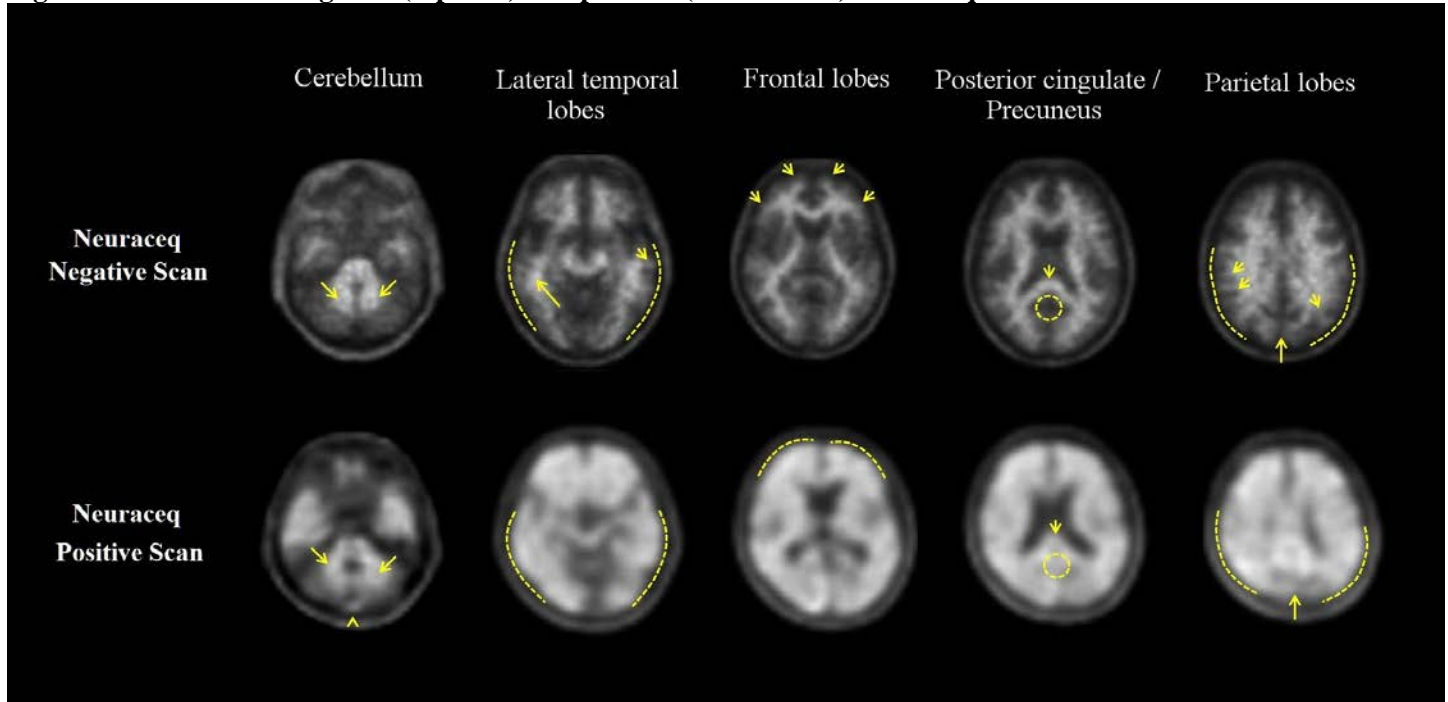 Cerebellum
Lateral temporal
lobes
Frontal lobes
Posterior cingulate /
Precuneus
Parietal lobes
Neuraceq
Negative Scan
Neuraceq
Positive Scan